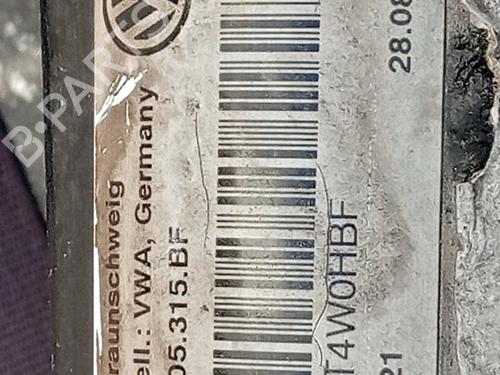 raunschweig
ell.: VWA, Germany
05.315.BF
T4W0HBF
28.08
21
B-PARTS